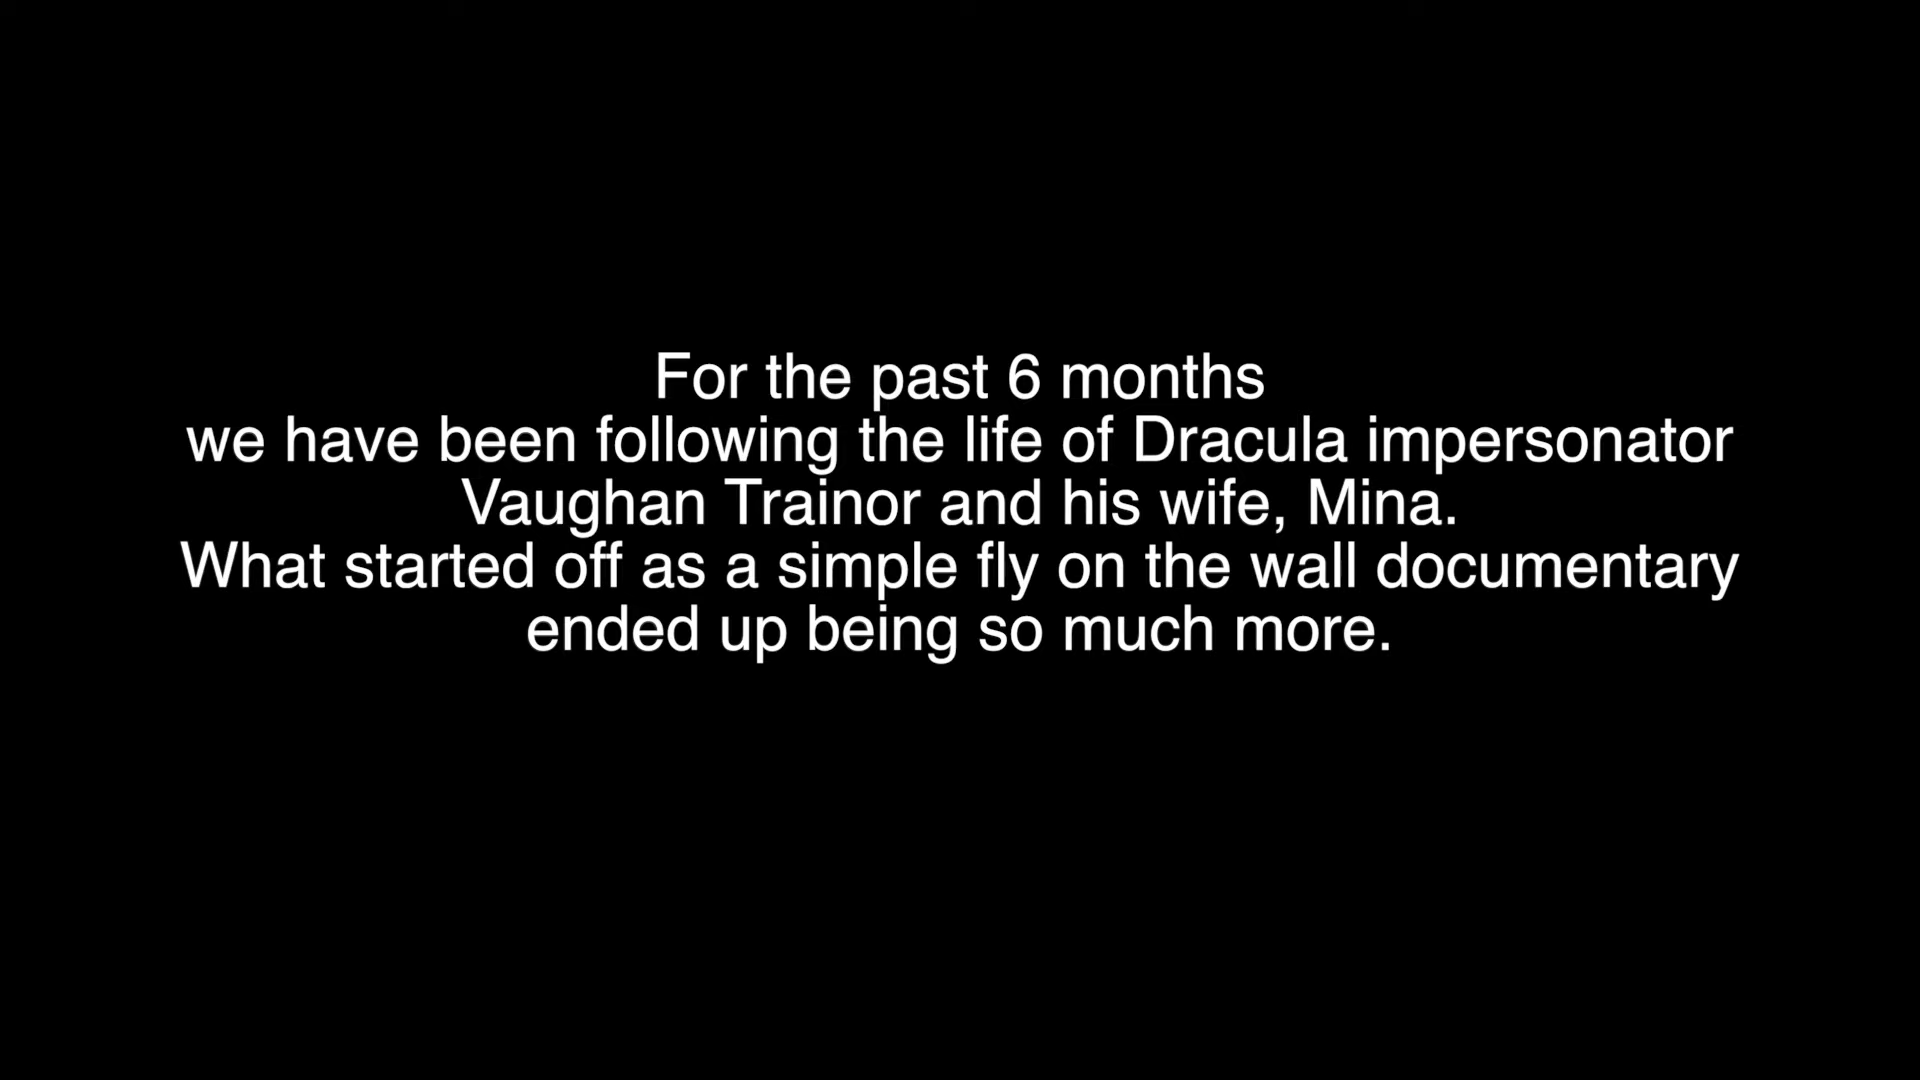 For the past 6 months
we have been following the life of Dracula impersonator
Vaughan Trainor and his wife, Mina.
What started off as a simple fly on the wall documentary
ended up being so much more.